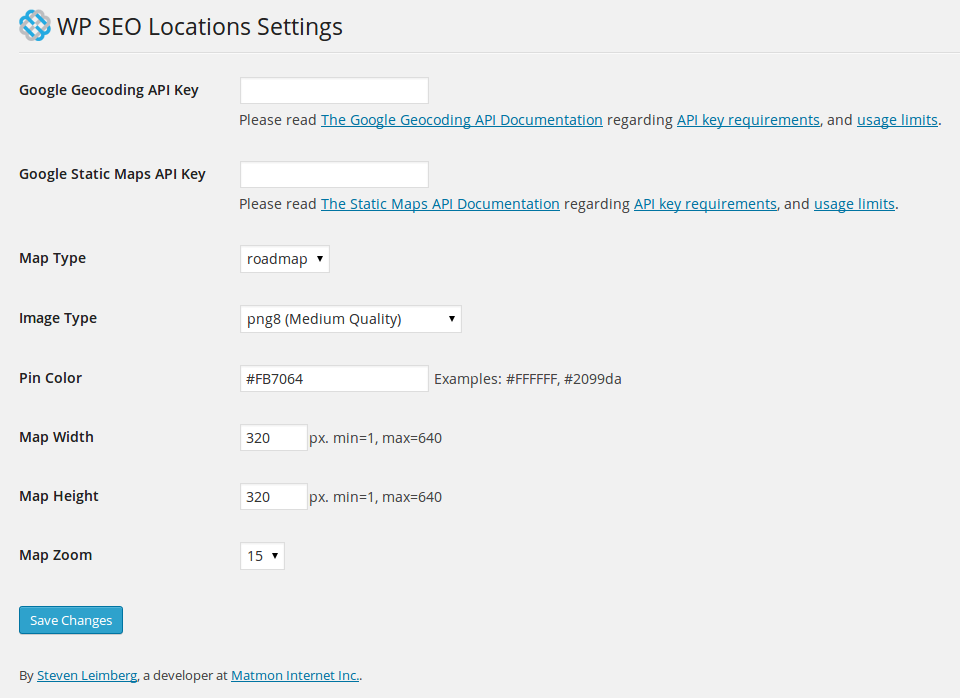 WP SEO Locations Settings
Google Geocoding API Key
Please read The Google Geocoding API Documentation regarding API key requirements, and usage limits.
Google Static Maps API Key
Please read The Static Maps API Documentation regarding API key requirements, and usage limits.
Map Type roadmap
Image Type png8 (Medium Quality)
Pin Color #FB7064 Examples: #FFFFFF, #2099da
Map Width 320 px. min=1, max=640
Map Height 320 px. min=1, max=640
Map Zoom 15
Save Changes
By Steven Leimberg, a developer at Matmon Internet Inc..